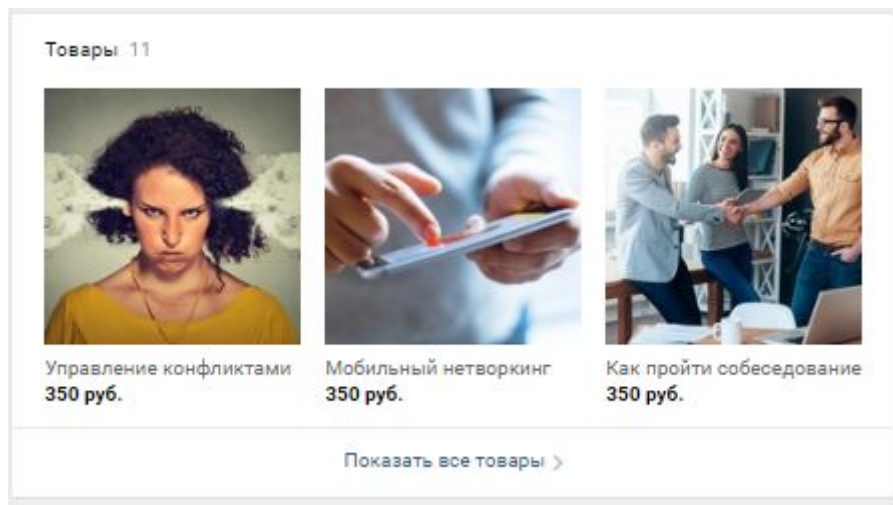 Товары 11
Управление конфликтами
350 руб.
Мобильный нетворкинг
350 руб.
Как пройти собеседование
350 руб.
Показать все товары